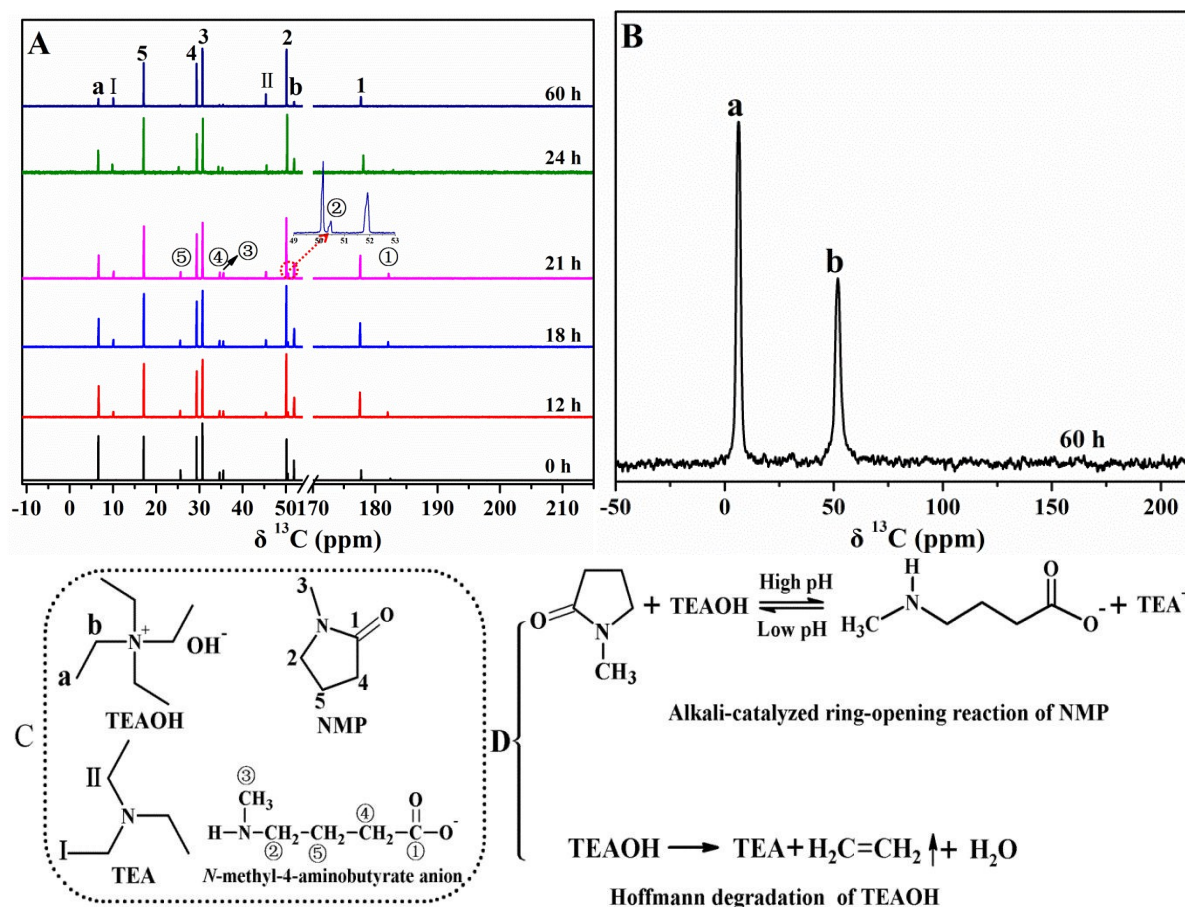 A
a I 5 4 3 2 II b 1
60 h
24 h
② 
49 50 51 52 53
⑤ ④ ③ ①
21 h
18 h
12 h
0 h
-10 0 10 20 30 40 50 170 180 190 200 210
δ ¹³C (ppm)
B
a
b
60 h
-50 0 50 100 150 200
δ ¹³C (ppm)
C
b
N
+
OH⁻
a
TEAOH
3
N
1
O
2
4
5
NMP
II
N
I
TEA
③
CH₃
④
O
H-N-CH₂-CH₂-CH₂-C-O⁻
② ⑤ ①
N-methyl-4-aminobutyrate anion
D
O
N
CH₃
+ TEAOH
High pH
Low pH
H
N
H₃C
O
O⁻
+ TEA⁺
Alkali-catalyzed ring-opening reaction of NMP
TEAOH → TEA + H₂C=CH₂ ↑ + H₂O
Hoffmann degradation of TEAOH